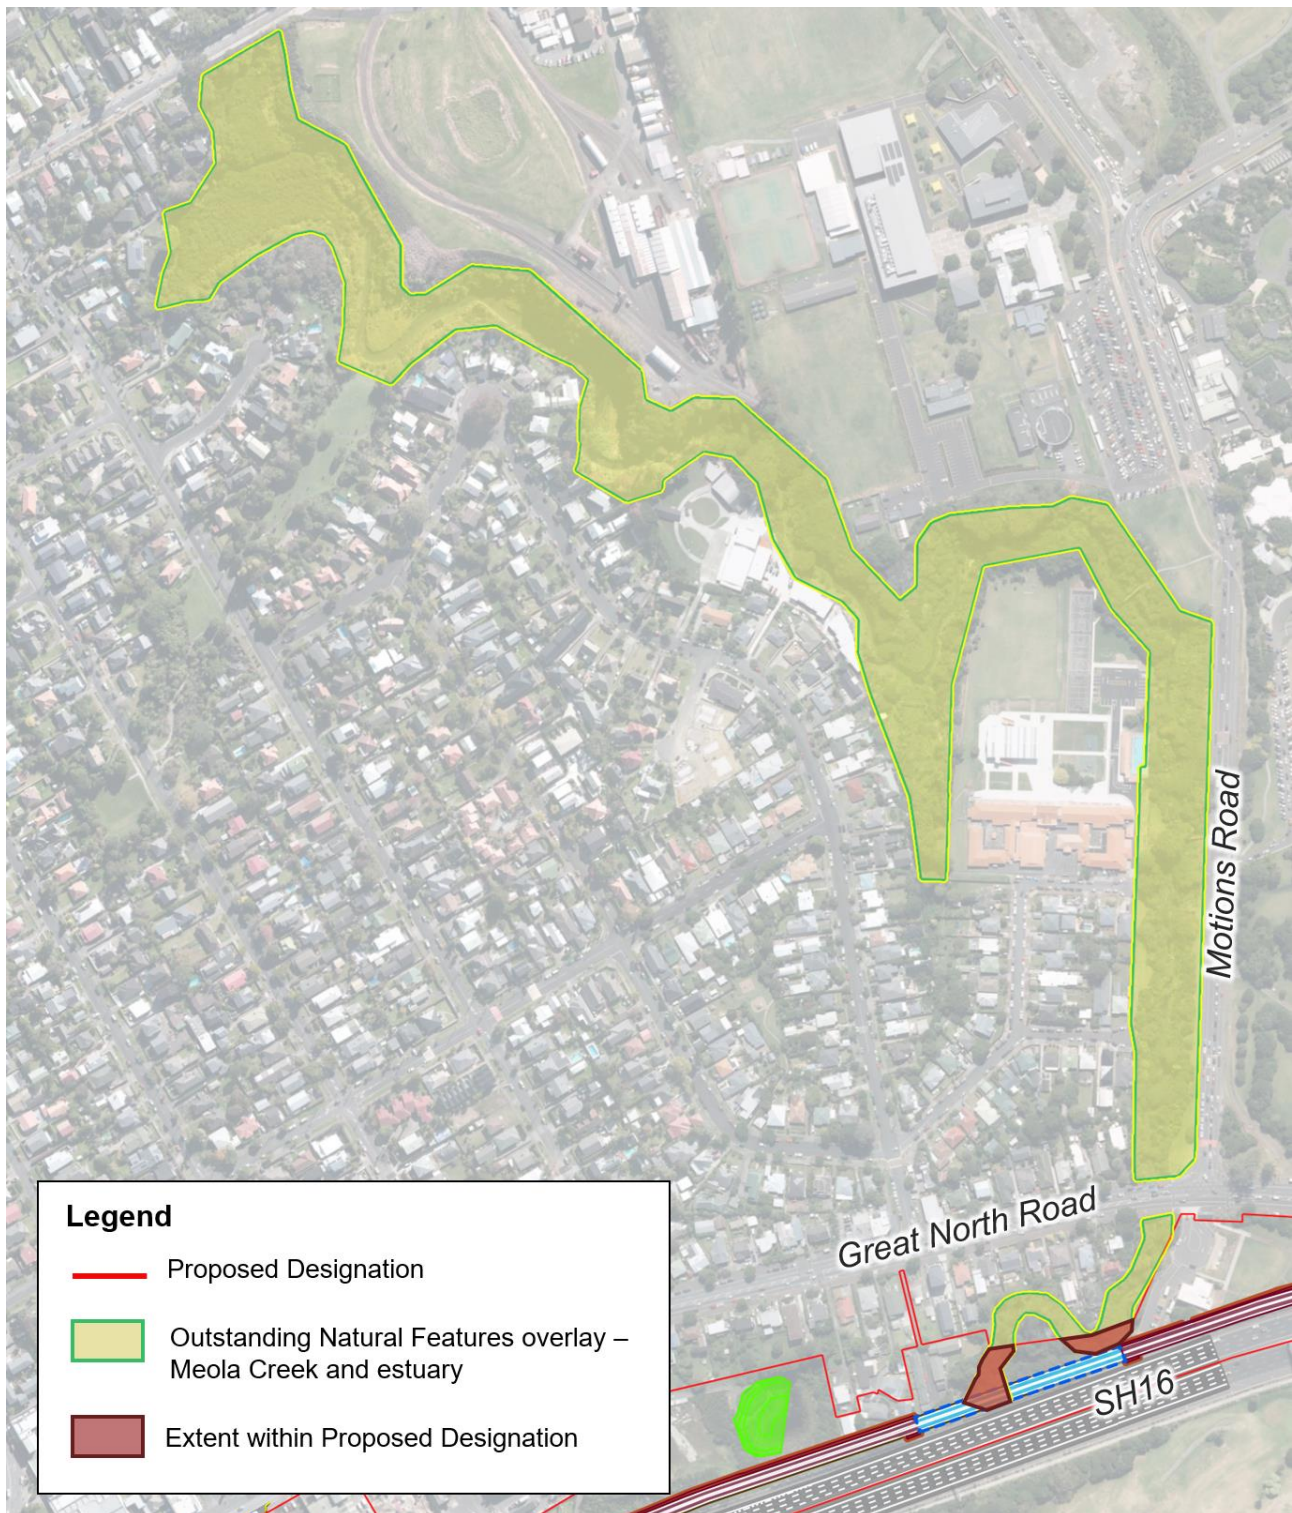 Motions Road
Great North Road
SH16
Legend
Proposed Designation
Outstanding Natural Features overlay –
Meola Creek and estuary
Extent within Proposed Designation